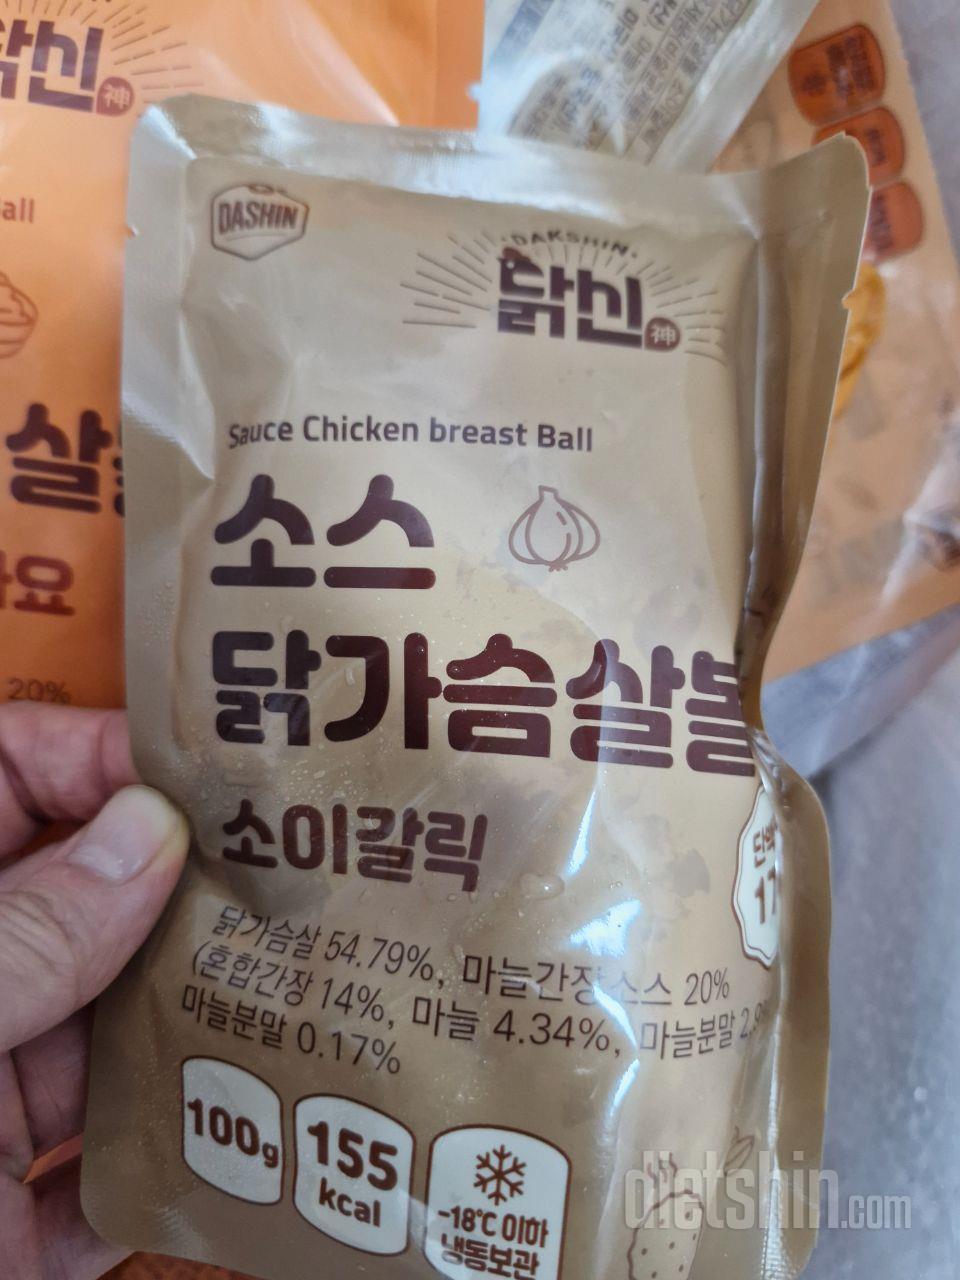 닭신
神
Ball
살
요
20%
DASHIN
DAKSHIN
닭신
神
Sauce Chicken breast Ball
소스
닭가슴살볼
소이갈릭
닭가슴살 54.79%, 마늘간장소스 20%
(혼합간장 14%, 마늘 4.34%, 마늘분말
마늘분말 0.17%
100g
155
kcal
-18℃ 이하
냉동보관
dietshin.com